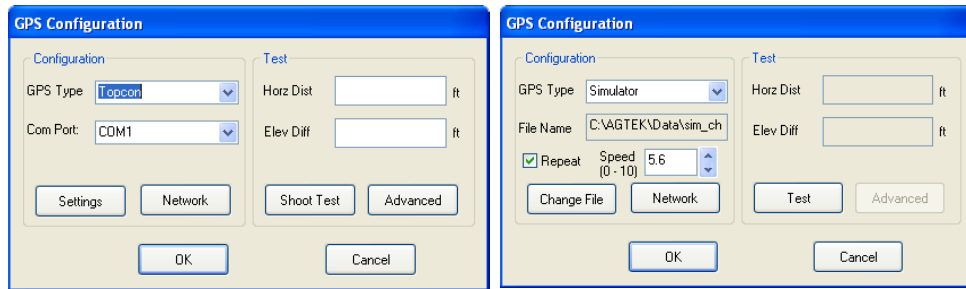 GPS Configuration
Configuration
GPS Type Topcon
Com Port: COM1
Settings Network
Test
Horz Dist ft
Elev Diff ft
Shoot Test Advanced
OK Cancel
GPS Configuration
Configuration
GPS Type Simulator
File Name C:\AGTEK\Data\sim_ch
Repeat Speed 5.6
(0 - 10)
Change File Network
Test
Horz Dist ft
Elev Diff ft
Test Advanced
OK Cancel